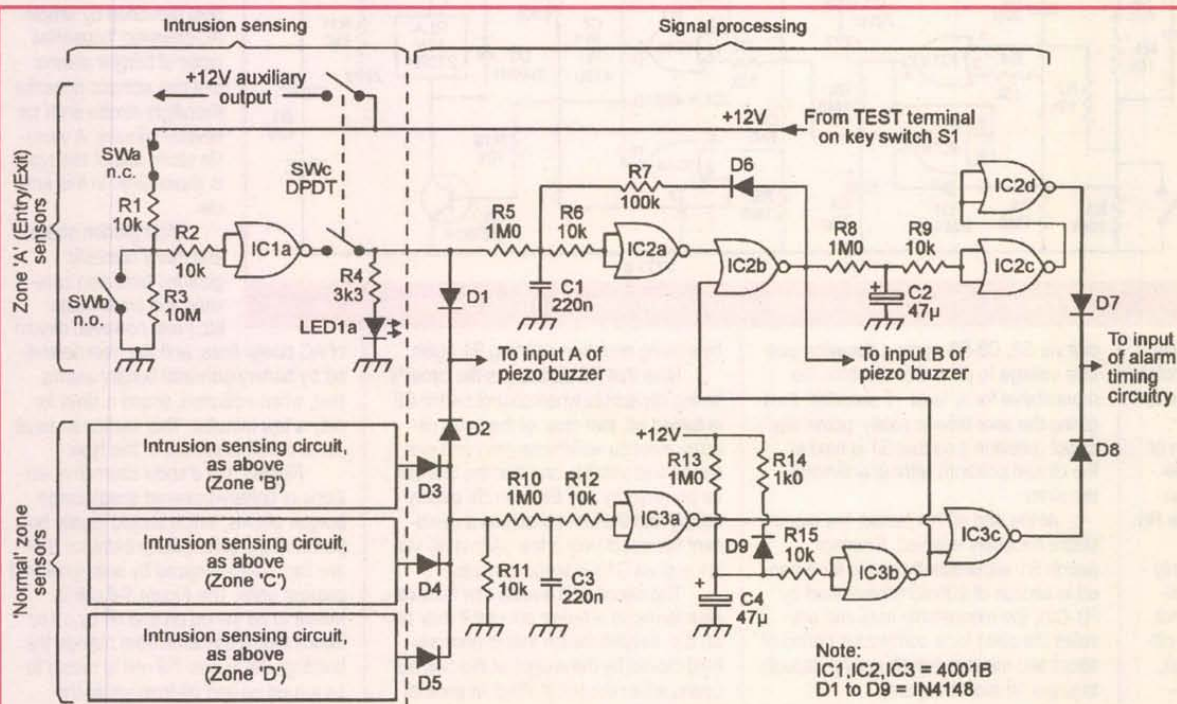 Intrusion sensing
Signal processing
+12V auxiliary
output
+12V
From TEST terminal
on key switch S1
Zone 'A' (Entry/Exit)
sensors
SWa
n.c.
R1
10k
R2
10k
IC1a
SWc
DPDT
SWb
n.o.
R3
10M
R4
3k3
LED1a
R5
1M0
R6
10k
R7
100k
D6
IC2a
IC2b
C1
220n
D1
R8
1M0
R9
10k
C2
47µ
IC2d
IC2c
D7
To input
of alarm
timing
circuitry
D8
To input A of
piezo buzzer
To input B of
piezo buzzer
D2
Normal zone
sensors
Intrusion sensing circuit,
as above
(Zone 'B')
Intrusion sensing circuit,
as above
(Zone 'C')
Intrusion sensing circuit,
as above
(Zone 'D')
D3
D4
D5
R10
1M0
R12
10k
R11
10k
C3
220n
IC3a
+12V
R13
1M0
R14
1k0
D9
R15
10k
C4
47µ
IC3b
IC3c
Note:
IC1,IC2,IC3 = 4001B
D1 to D9 = IN4148